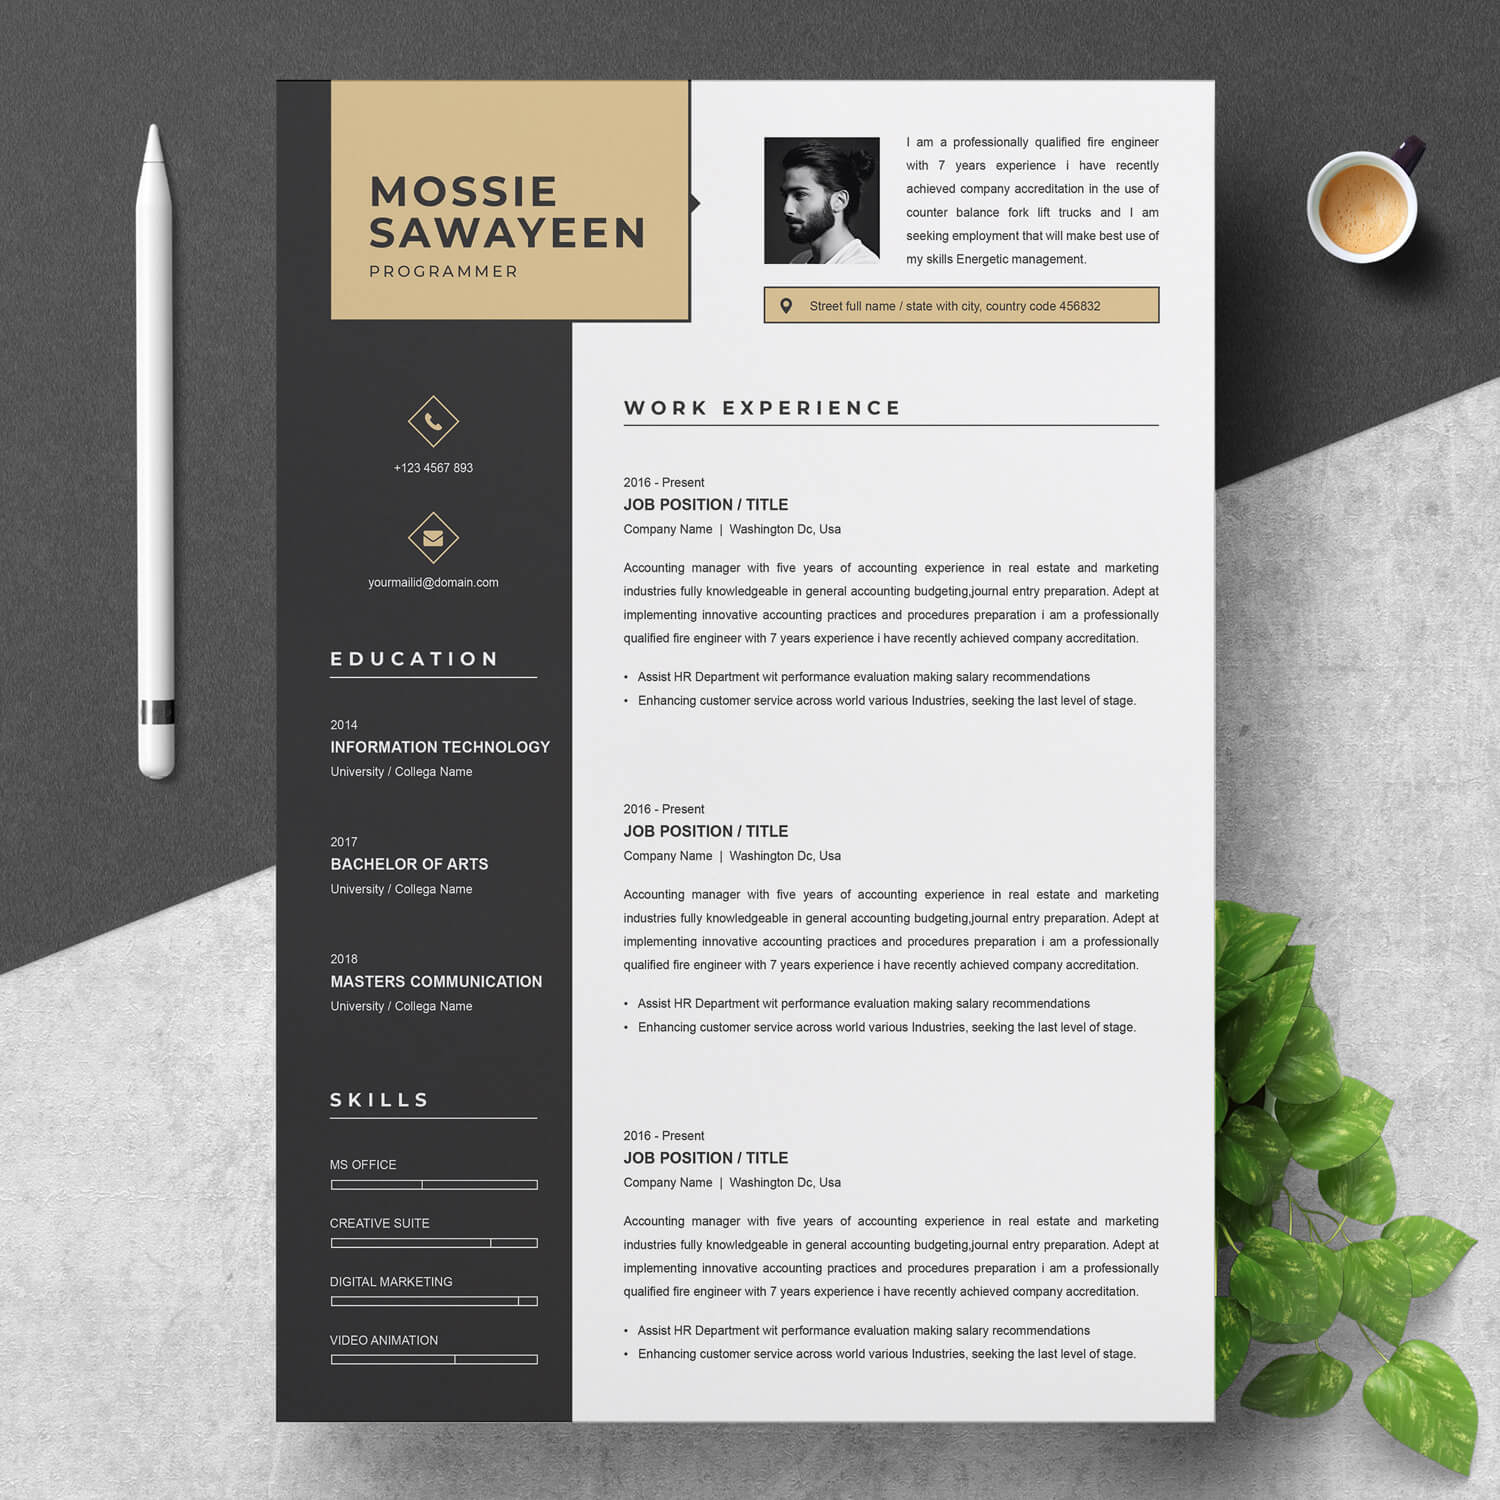 MOSSIE
SAWAYEEN
PROGRAMMER
I am a professionally qualified fire engineer
with 7 years experience i have recently
achieved company accreditation in the use of
counter balance fork lift trucks and I am
seeking employment that will make best use of
my skills Energetic management.
Street full name / state with city, country code 456832
+123 4567 893
yourmailid@domain.com
EDUCATION
2014
INFORMATION TECHNOLOGY
University / Collega Name
2017
BACHELOR OF ARTS
University / Collega Name
2018
MASTERS COMMUNICATION
University / Collega Name
SKILLS
MS OFFICE
CREATIVE SUITE
DIGITAL MARKETING
VIDEO ANIMATION
WORK EXPERIENCE
2016 - Present
JOB POSITION / TITLE
Company Name | Washington Dc, Usa
Accounting manager with five years of accounting experience in real estate and marketing
industries fully knowledgeable in general accounting budgeting,journal entry preparation. Adept at
implementing innovative accounting practices and procedures preparation i am a professionally
qualified fire engineer with 7 years experience i have recently achieved company accreditation.
• Assist HR Department wit performance evaluation making salary recommendations
• Enhancing customer service across world various Industries, seeking the last level of stage.
2016 - Present
JOB POSITION / TITLE
Company Name | Washington Dc, Usa
Accounting manager with five years of accounting experience in real estate and marketing
industries fully knowledgeable in general accounting budgeting,journal entry preparation. Adept at
implementing innovative accounting practices and procedures preparation i am a professionally
qualified fire engineer with 7 years experience i have recently achieved company accreditation.
• Assist HR Department wit performance evaluation making salary recommendations
• Enhancing customer service across world various Industries, seeking the last level of stage.
2016 - Present
JOB POSITION / TITLE
Company Name | Washington Dc, Usa
Accounting manager with five years of accounting experience in real estate and marketing
industries fully knowledgeable in general accounting budgeting,journal entry preparation. Adept at
implementing innovative accounting practices and procedures preparation i am a professionally
qualified fire engineer with 7 years experience i have recently achieved company accreditation.
• Assist HR Department wit performance evaluation making salary recommendations
• Enhancing customer service across world various Industries, seeking the last level of stage.